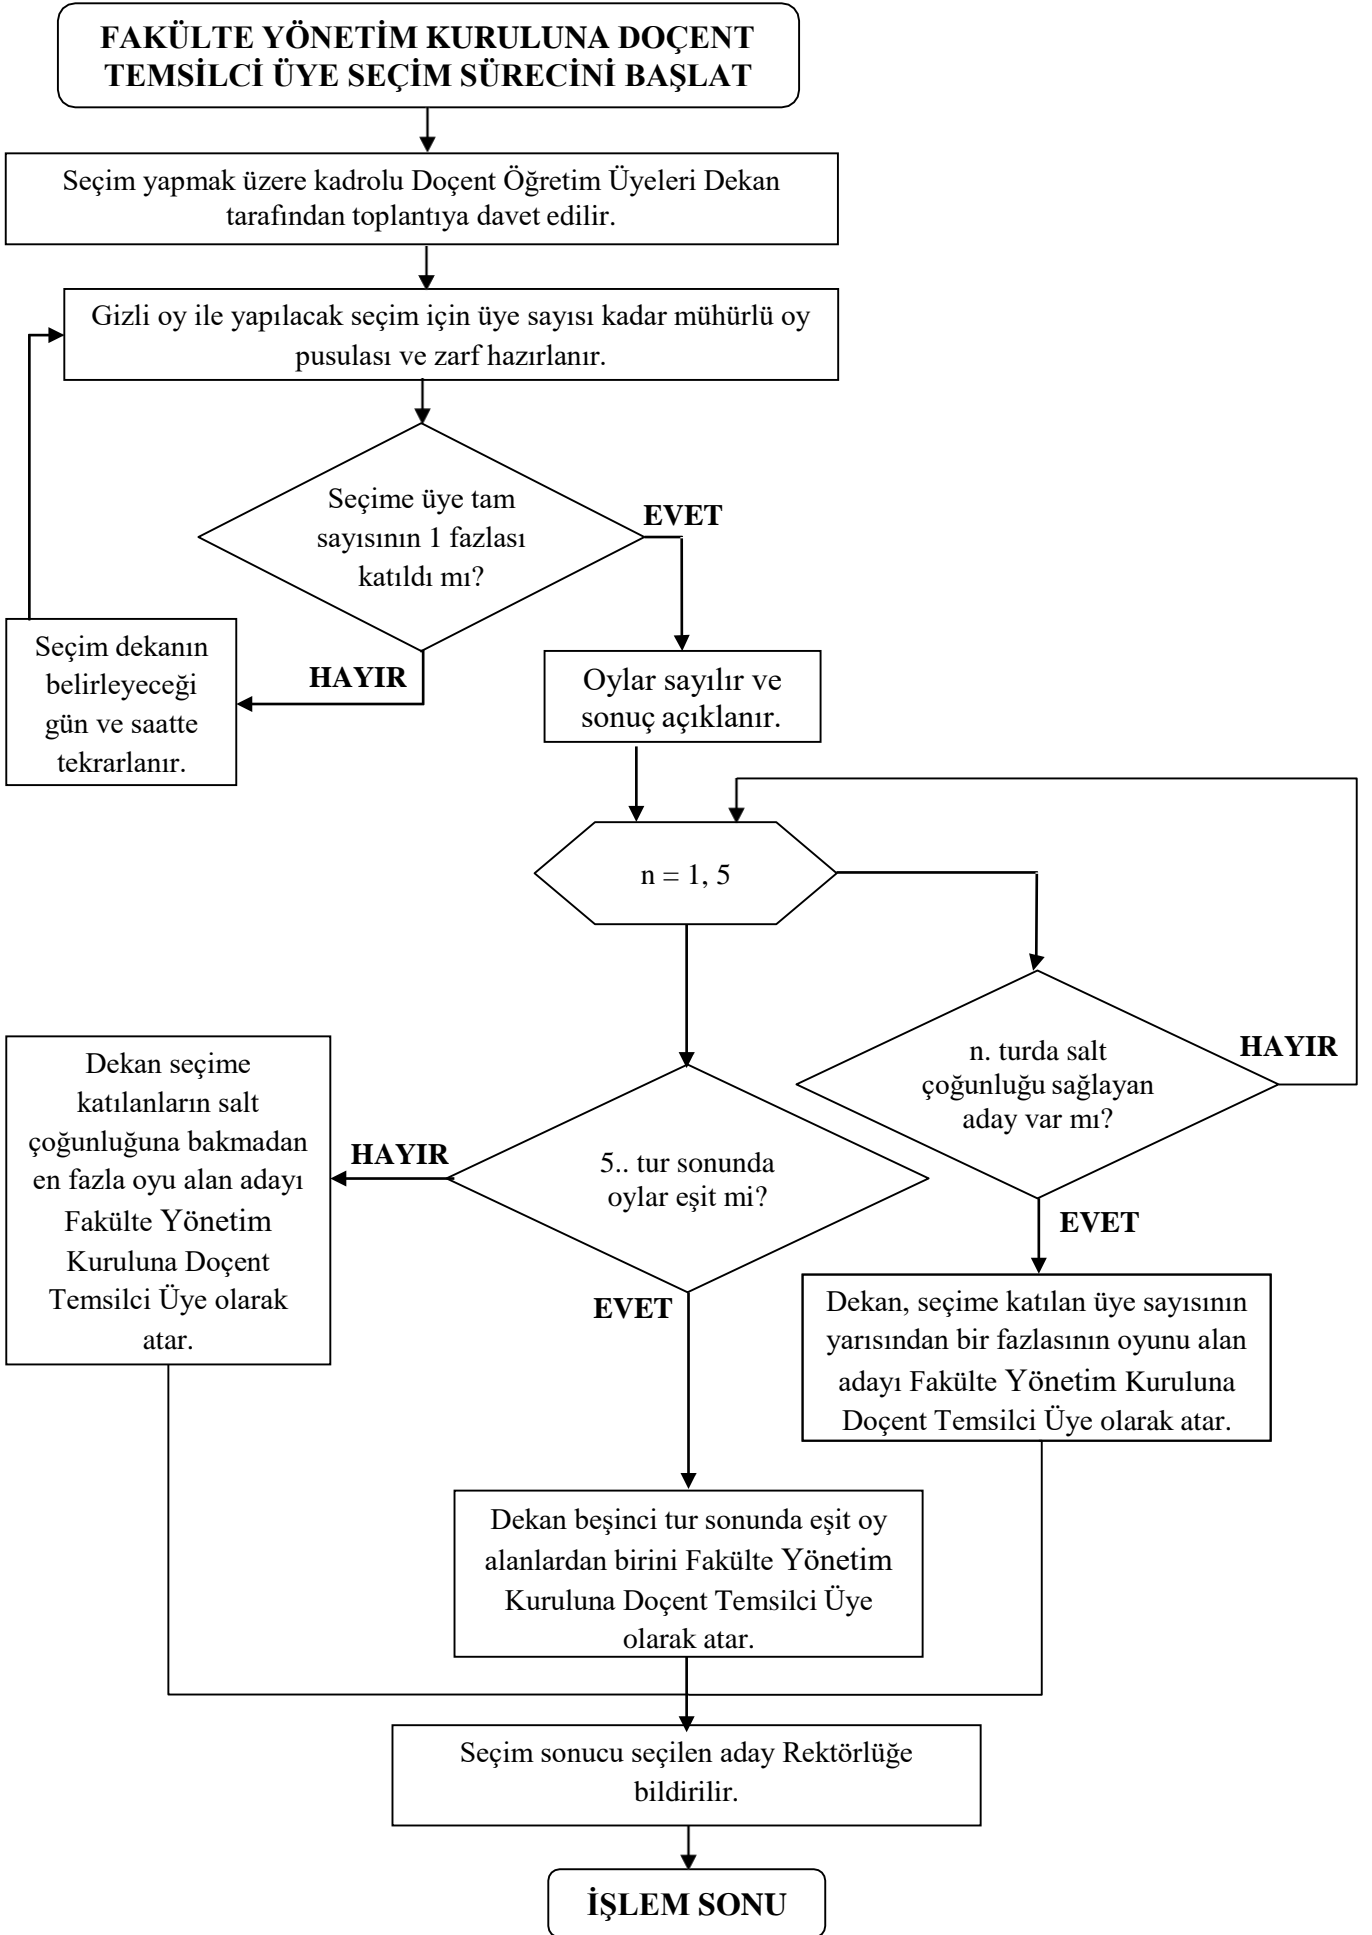 FAKÜLTE YÖNETİM KURULUNA DOÇENT
TEMSİLCİ ÜYE SEÇİM SÜRECİNİ BAŞLAT
Seçim yapmak üzere kadrolu Doçent Öğretim Üyeleri Dekan
tarafından toplantıya davet edilir.
Gizli oy ile yapılacak seçim için üye sayısı kadar mühürlü oy
pusulası ve zarf hazırlanır.
Seçime üye tam
sayısının 1 fazlası
katıldı mı?
EVET
HAYIR
Seçim dekanın
belirleyeceği
gün ve saatte
tekrarlanır.
Oylar sayılır ve
sonuç açıklanır.
n = 1, 5
n. turda salt
çoğunluğu sağlayan
aday var mı?
HAYIR
EVET
5.. tur sonunda
oylar eşit mi?
HAYIR
EVET
Dekan seçime
katılanların salt
çoğunluğuna bakmadan
en fazla oyu alan adayı
Fakülte Yönetim
Kuruluna Doçent
Temsilci Üye olarak
atar.
Dekan, seçime katılan üye sayısının
yarısından bir fazlasının oyunu alan
adayı Fakülte Yönetim Kuruluna
Doçent Temsilci Üye olarak atar.
Dekan beşinci tur sonunda eşit oy
alanlardan birini Fakülte Yönetim
Kuruluna Doçent Temsilci Üye
olarak atar.
Seçim sonucu seçilen aday Rektörlüğe
bildirilir.
İŞLEM SONU